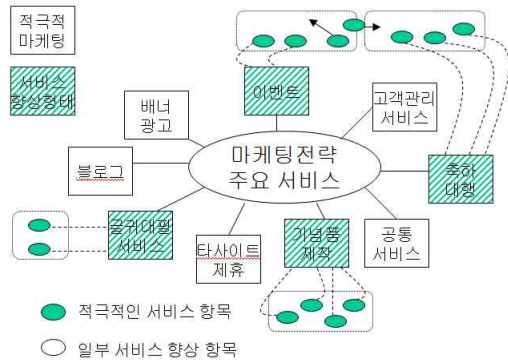 적극적
마케팅
서비스
향상형태
배너
광고
이벤트
고객관리
서비스
블로그
마케팅전략
주요 서비스
축하
대행
글귀대필
서비스
타사이트
제휴
기념품
제작
공통
서비스
적극적인 서비스 항목
일부 서비스 향상 항목